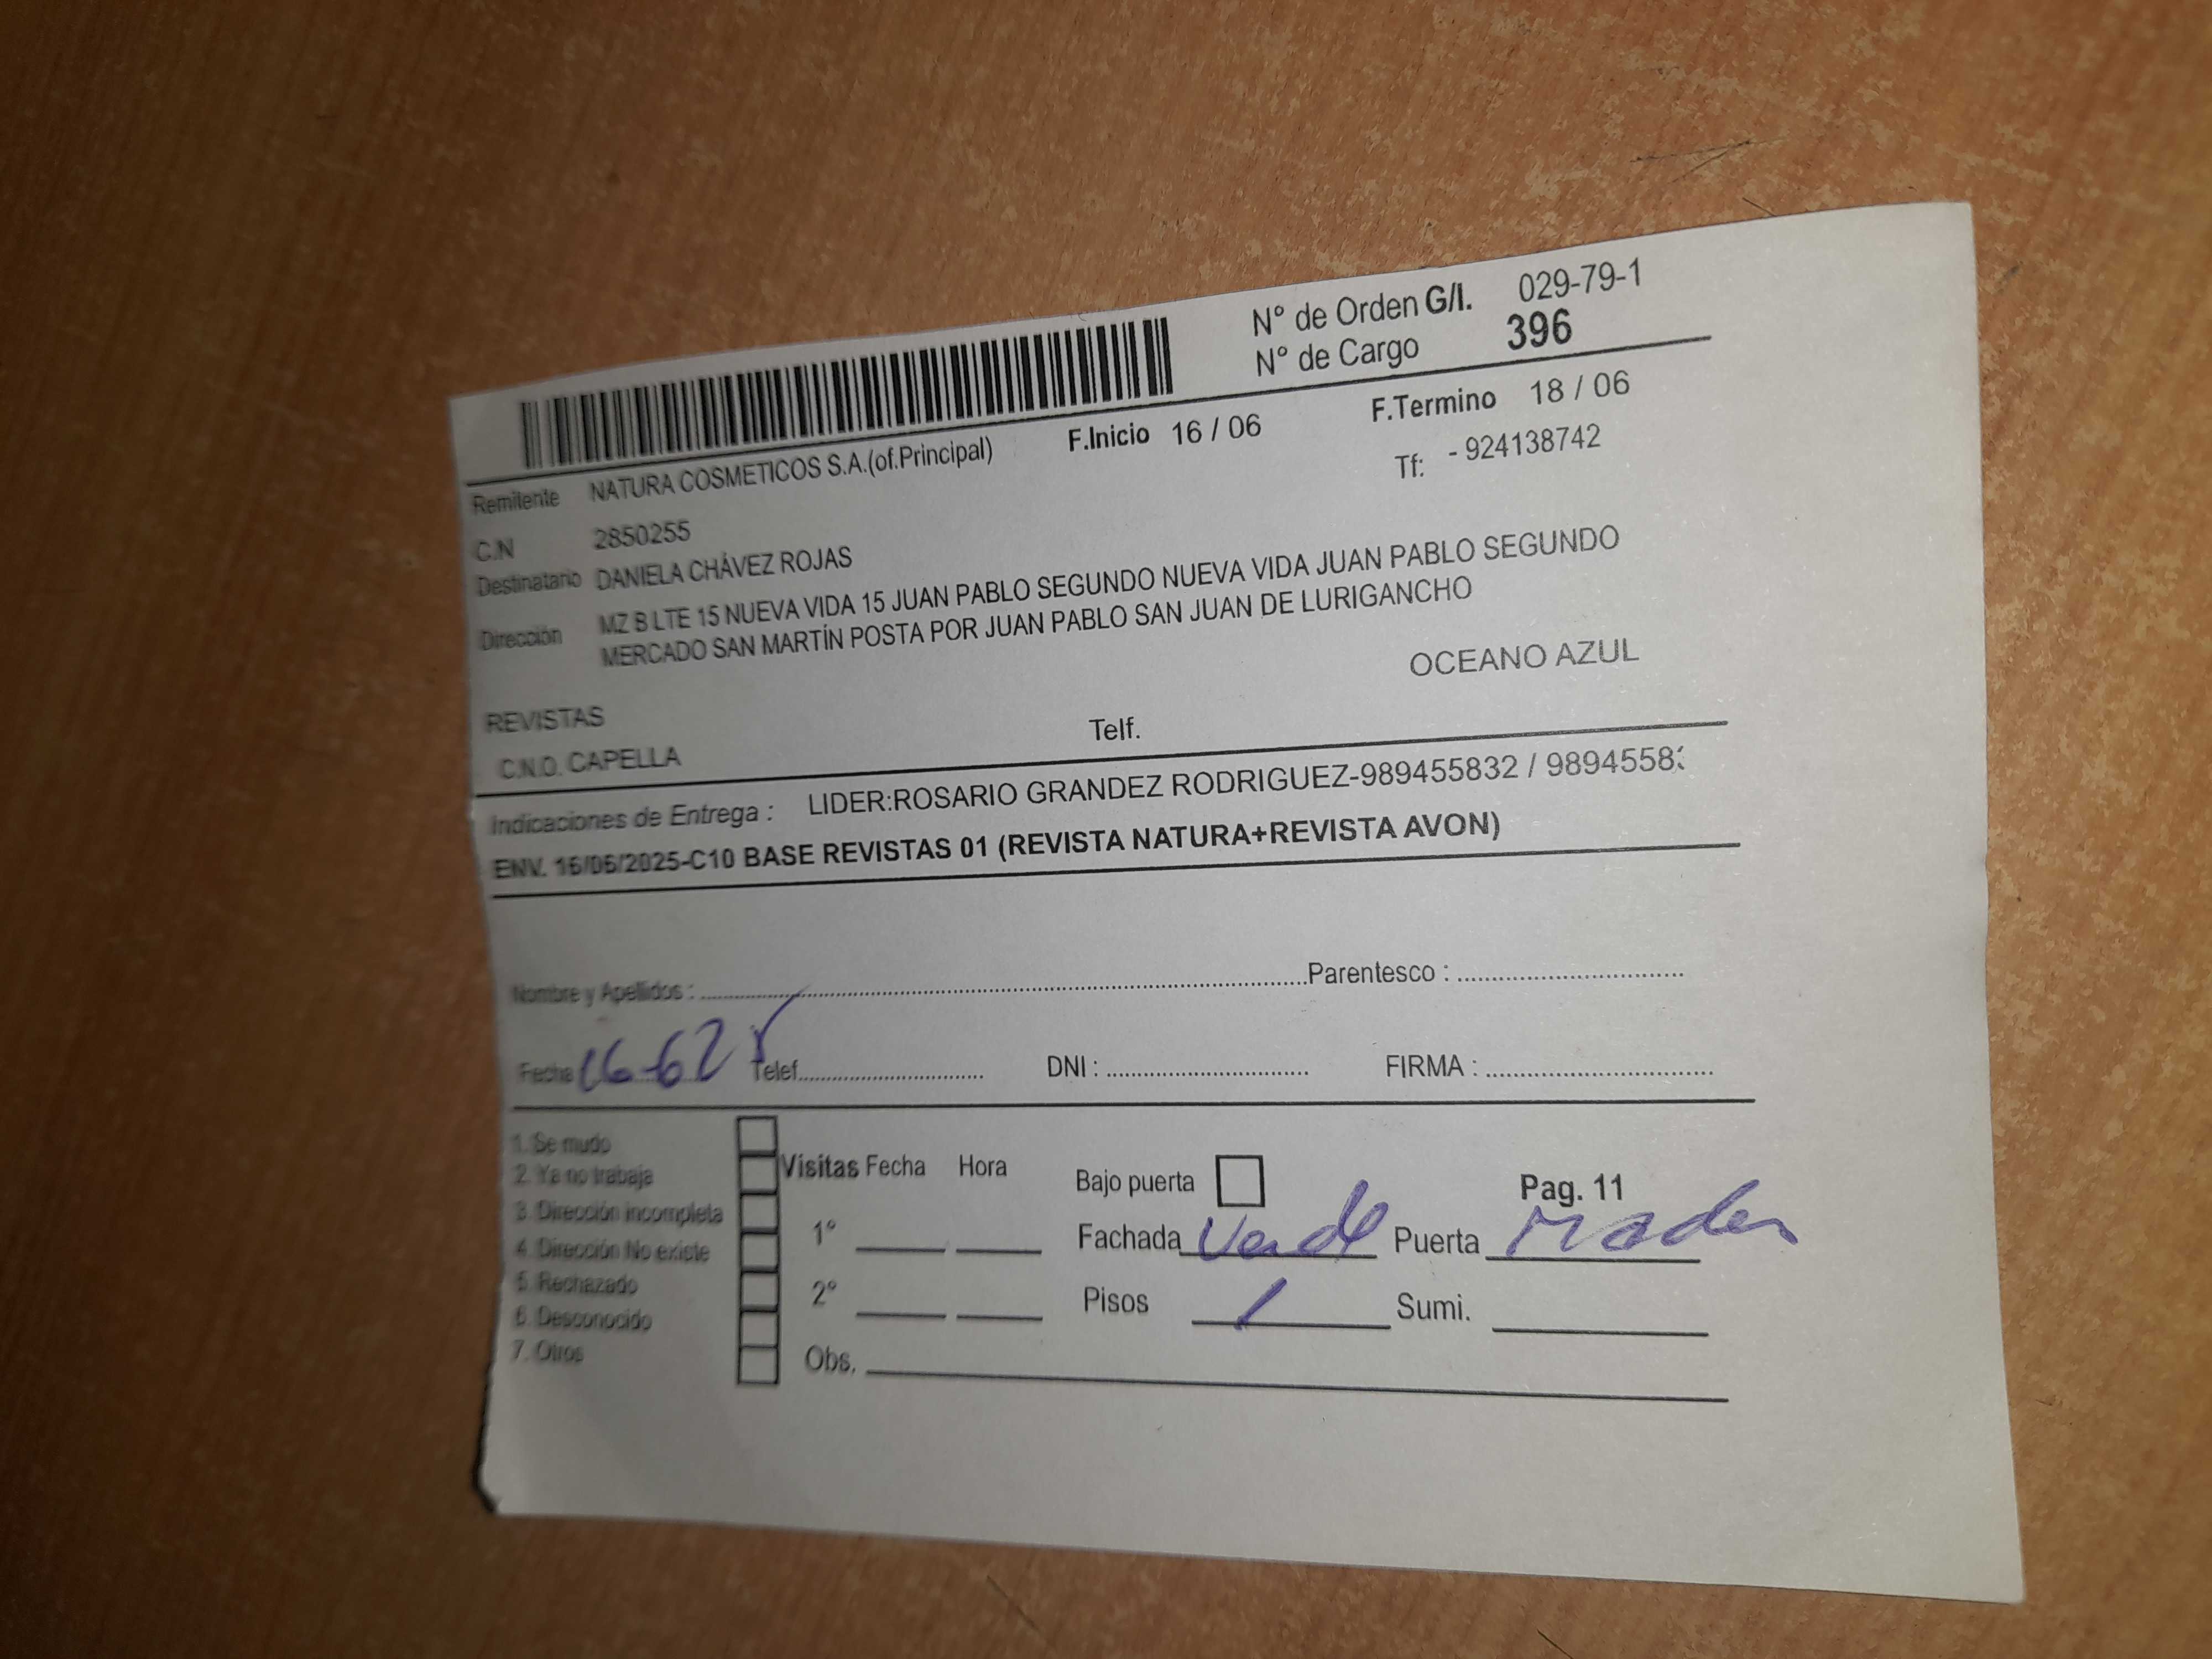 N° de Orden G/I. 029-79-1
N° de Cargo 396
F.Inicio 16 / 06 F.Termino 18 / 06
Remitente NATURA COSMETICOS S.A.(of.Principal) Tf: - 924138742
C.N 2850255
Destinatario DANIELA CHÁVEZ ROJAS
Dirección MZ B LTE 15 NUEVA VIDA 15 JUAN PABLO SEGUNDO NUEVA VIDA JUAN PABLO SEGUNDO
MERCADO SAN MARTÍN POSTA POR JUAN PABLO SAN JUAN DE LURIGANCHO
OCEANO AZUL
REVISTAS
C.N.O. CAPELLA Telf.
Indicaciones de Entrega : LIDER:ROSARIO GRANDEZ RODRIGUEZ-989455832 / 98945583
ENV. 16/06/2025-C10 BASE REVISTAS 01 (REVISTA NATURA+REVISTA AVON)
Nombre y Apellidos : Parentesco :
Fecha 16-6-25 Telef. DNI : FIRMA :
1. Se mudo
2. Ya no trabaja
3. Dirección incompleta
4. Dirección No existe
5. Rechazado
6. Desconocido
7. Otros
Visitas Fecha Hora
1°
2°
Obs.
Bajo puerta Pag. 11
Fachada Verde Puerta Mader
Pisos 1 Sumi.